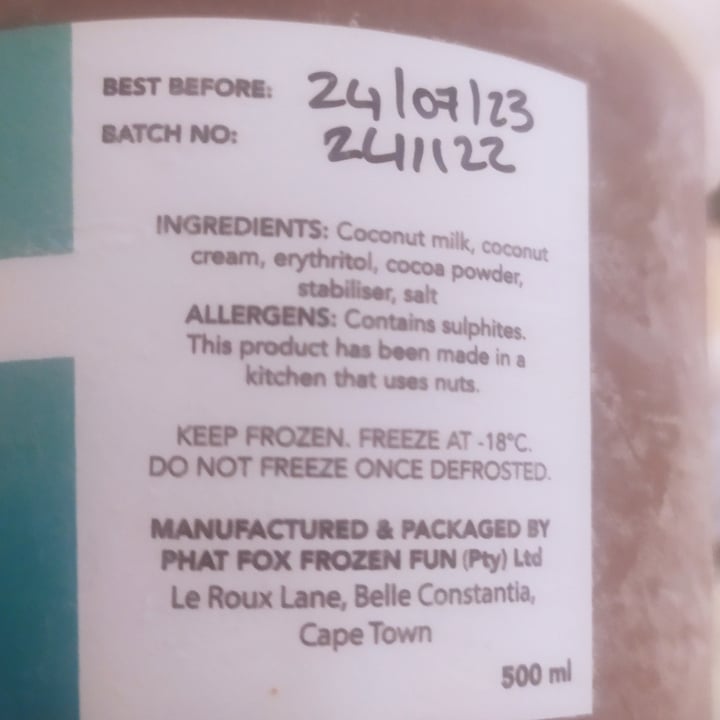 BEST BEFORE: 24/07/23
BATCH NO: 241122
INGREDIENTS: Coconut milk, coconut
cream, erythritol, cocoa powder,
stabiliser, salt
ALLERGENS: Contains sulphites.
This product has been made in a
kitchen that uses nuts.
KEEP FROZEN. FREEZE AT -18°C.
DO NOT FREEZE ONCE DEFROSTED.
MANUFACTURED & PACKAGED BY
PHAT FOX FROZEN FUN (Pty) Ltd
Le Roux Lane, Belle Constantia,
Cape Town
500 ml